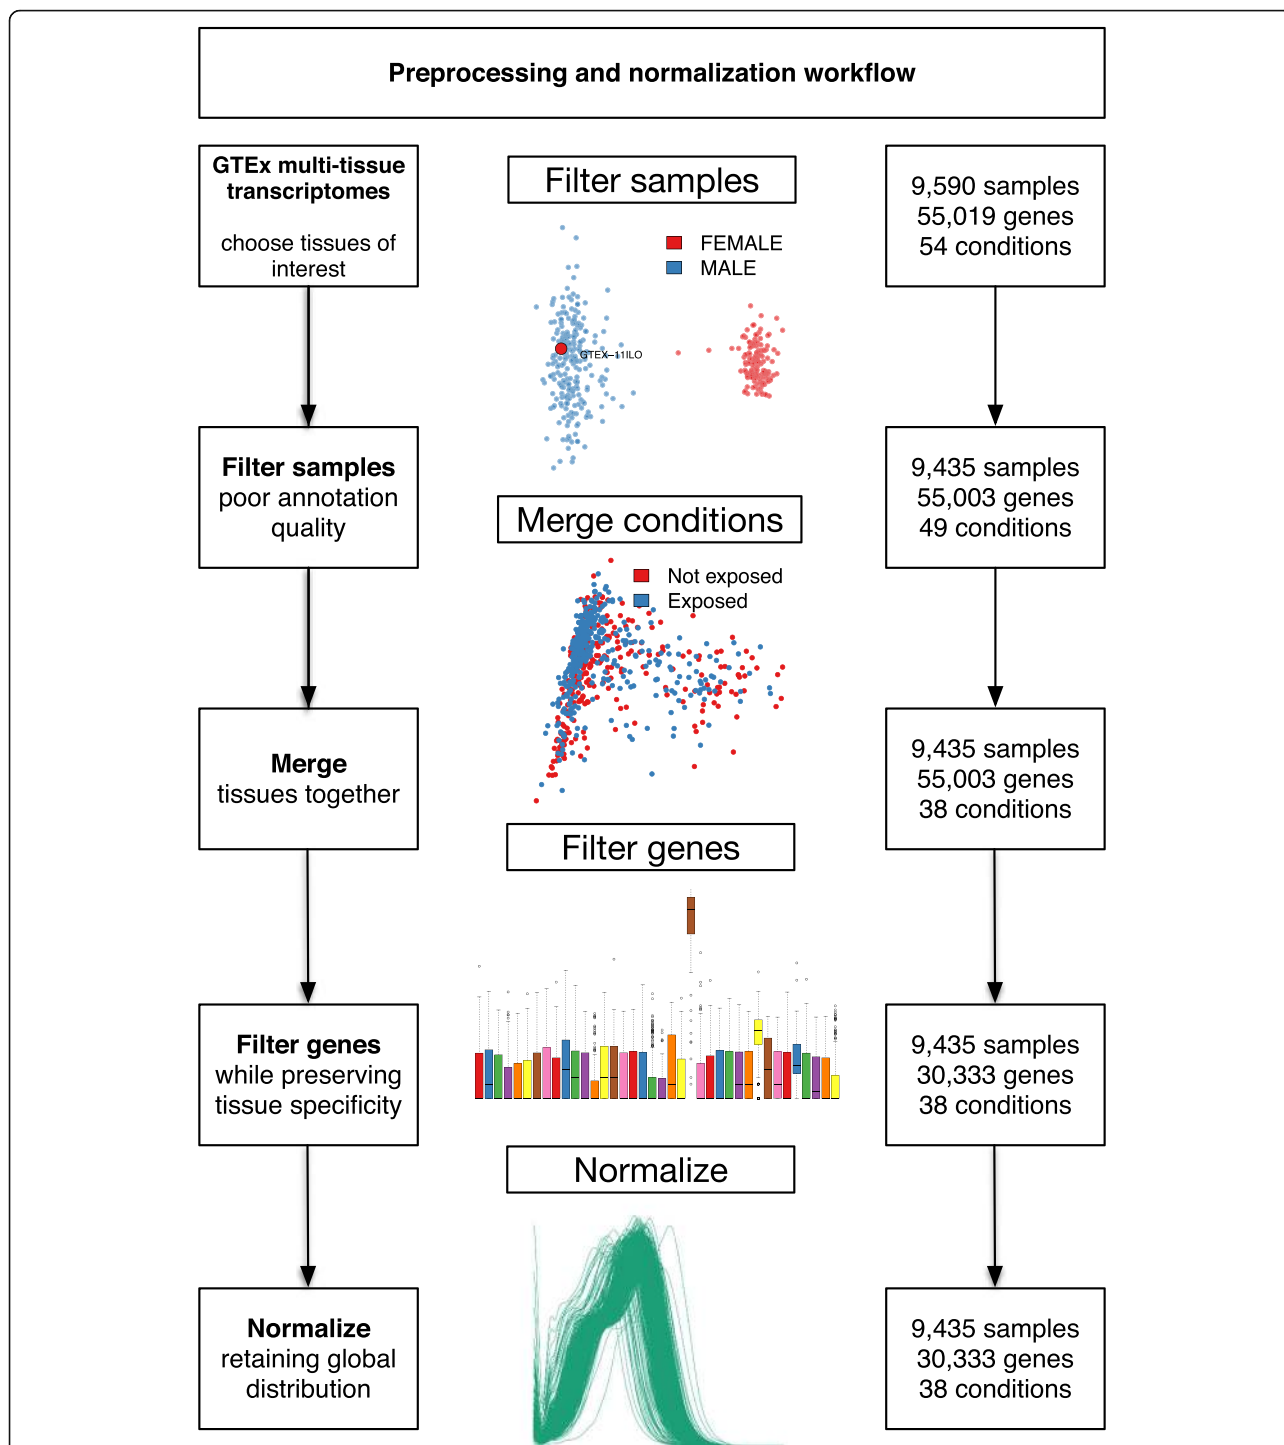 Preprocessing and normalization workflow
GTEx multi-tissue
transcriptomes
choose tissues of
interest
Filter samples
FEMALE
MALE
GTEX–11ILO
9,590 samples
55,019 genes
54 conditions
Filter samples
poor annotation
quality
Merge conditions
Not exposed
Exposed
9,435 samples
55,003 genes
49 conditions
Merge
tissues together
Filter genes
9,435 samples
55,003 genes
38 conditions
Filter genes
while preserving
tissue specificity
Normalize
9,435 samples
30,333 genes
38 conditions
Normalize
retaining global
distribution
9,435 samples
30,333 genes
38 conditions